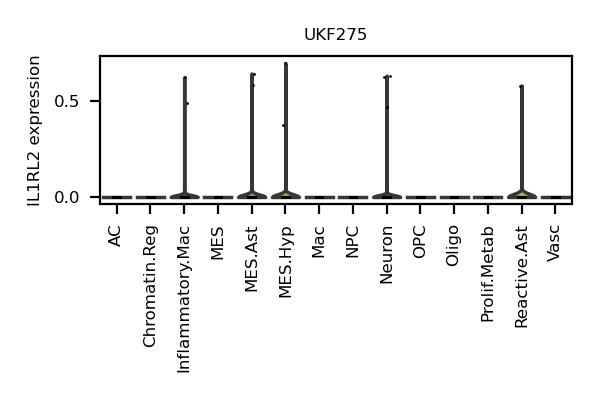 UKF275
IL1RL2 expression
0.5
0.0
AC
Chromatin.Reg
Inflammatory.Mac
MES
MES.Ast
MES.Hyp
Mac
NPC
Neuron
OPC
Oligo
Prolif.Metab
Reactive.Ast
Vasc